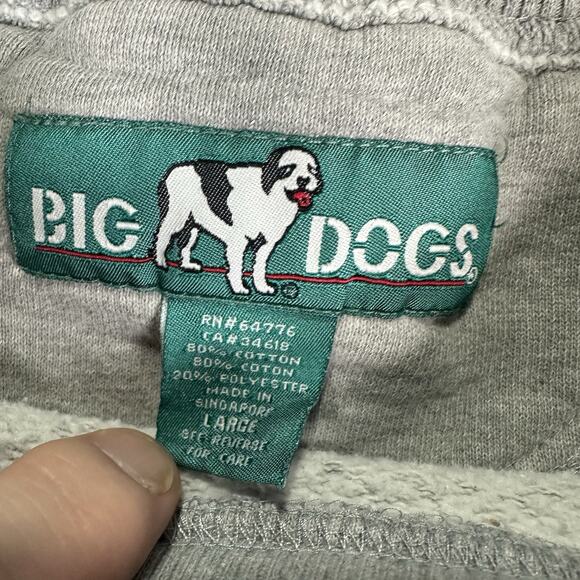 BIG DOGS®
®
RN#64776
CA#34618
80% COTTON
80% COTON
20% POLYESTER
MADE IN
SINGAPORE
LARGE
SEE REVERSE
FOR CARE